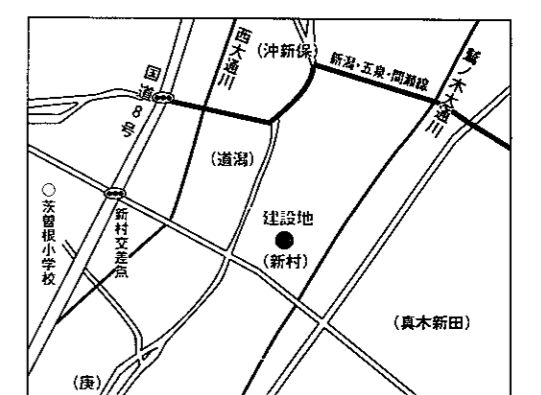 国道8号
西大通川
(沖新保)
新潟・五泉・間瀬線
鷲ノ木大通川
(道潟)
茨曽根小学校
新村交差点
建設地
(新村)
(真木新田)
(庚)